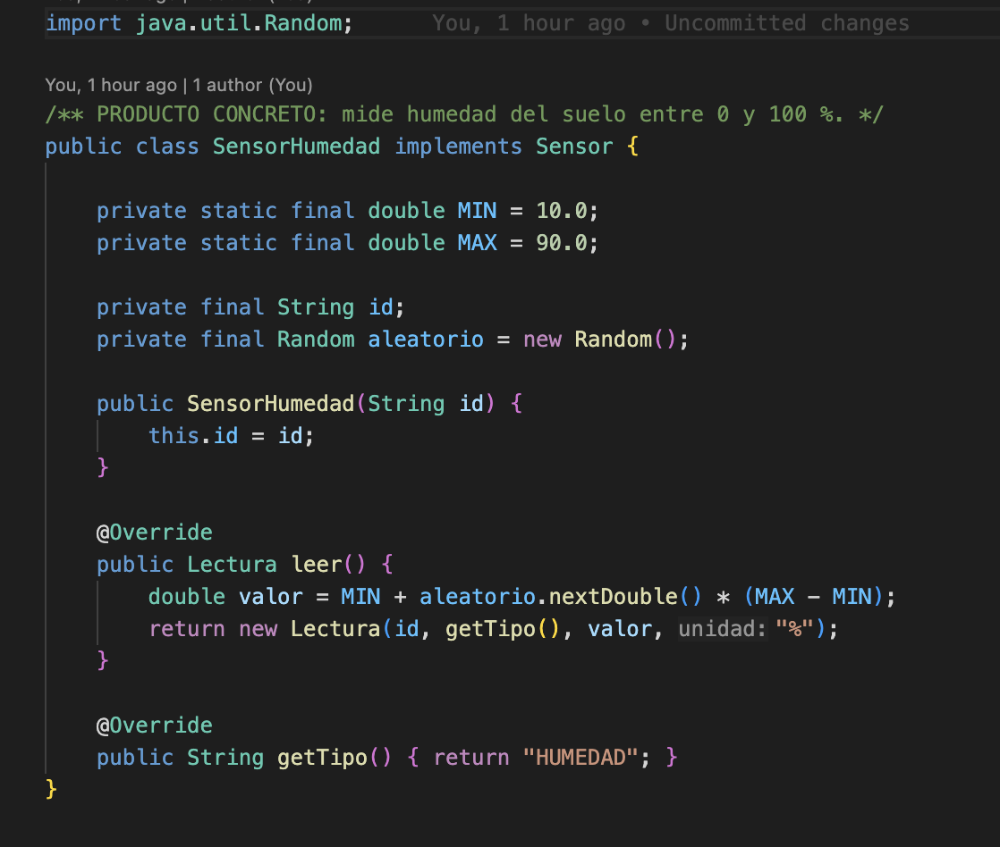 import java.util.Random; You, 1 hour ago • Uncommitted changes
You, 1 hour ago | 1 author (You)
/** PRODUCTO CONCRETO: mide humedad del suelo entre 0 y 100 %. */
public class SensorHumedad implements Sensor {
private static final double MIN = 10.0;
private static final double MAX = 90.0;
private final String id;
private final Random aleatorio = new Random();
public SensorHumedad(String id) {
this.id = id;
}
@Override
public Lectura leer() {
double valor = MIN + aleatorio.nextDouble() * (MAX - MIN);
return new Lectura(id, getTipo(), valor, unidad: "%");
}
@Override
public String getTipo() { return "HUMEDAD"; }
}